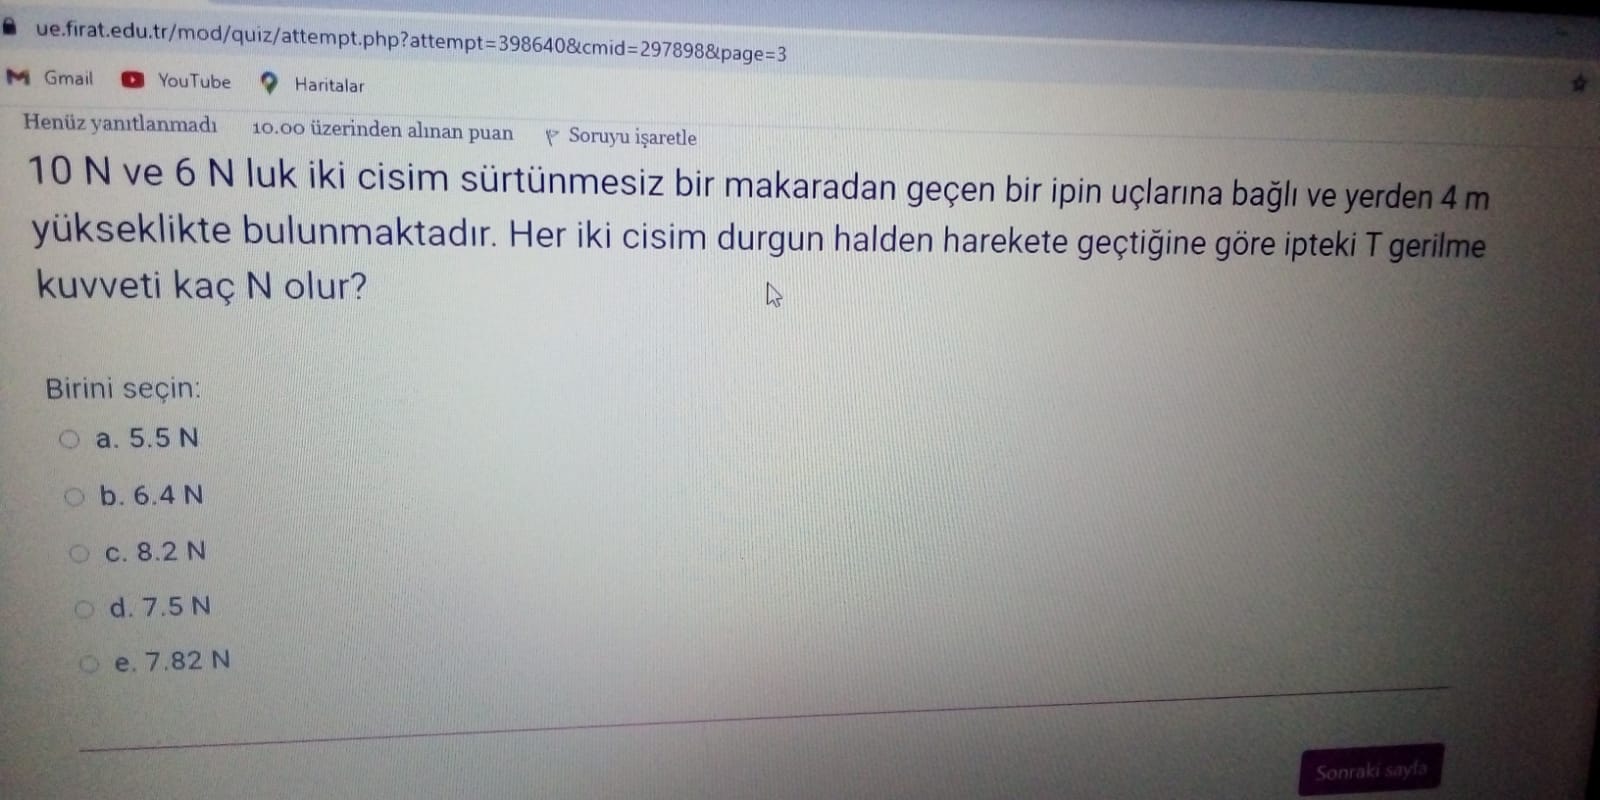 ue.firat.edu.tr/mod/quiz/attempt.php?attempt=398640&cmid=297898&page=3
Gmail YouTube Haritalar
Henüz yanıtlanmadı 10.00 üzerinden alınan puan Soruyu işaretle
10 N ve 6 N luk iki cisim sürtünmesiz bir makaradan geçen bir ipin uçlarına bağlı ve yerden 4 m
yükseklikte bulunmaktadır. Her iki cisim durgun halden harekete geçtiğine göre ipteki T gerilme
kuvveti kaç N olur?
Birini seçin:
a. 5.5 N
b. 6.4 N
c. 8.2 N
d. 7.5 N
e. 7.82 N
Sonraki sayfa